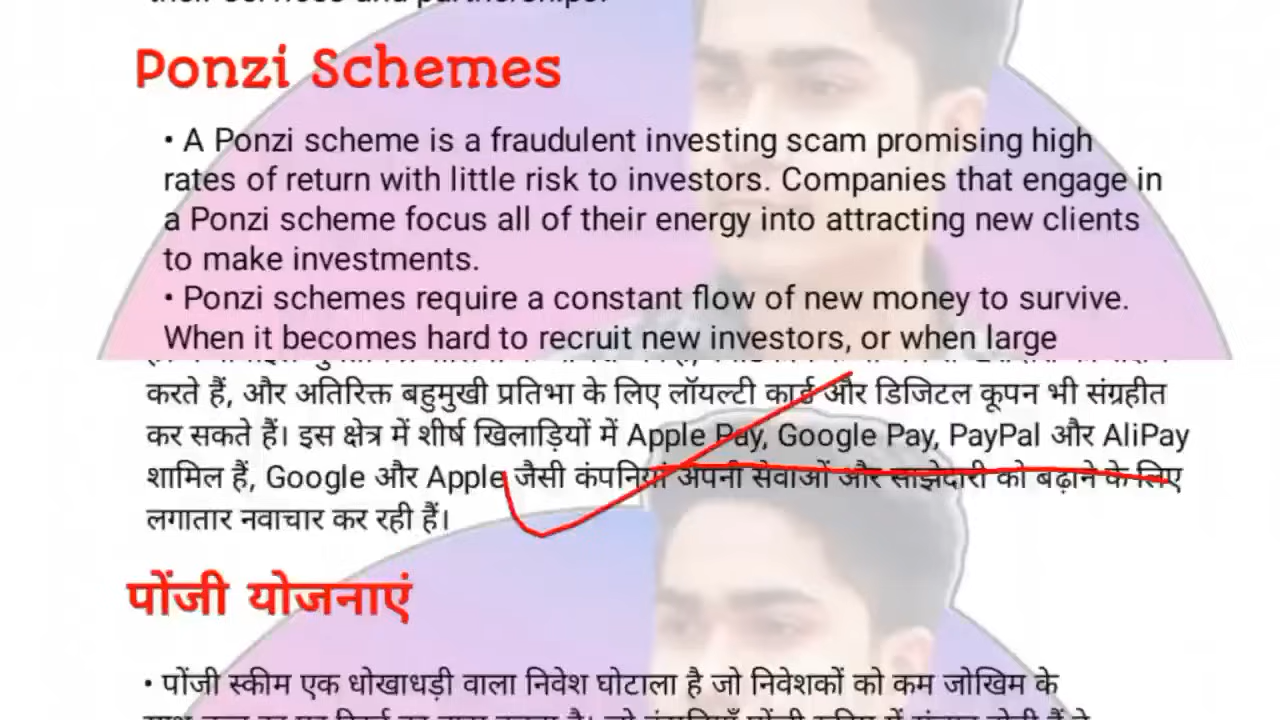 their services and partnerships.
Ponzi Schemes
• A Ponzi scheme is a fraudulent investing scam promising high
rates of return with little risk to investors. Companies that engage in
a Ponzi scheme focus all of their energy into attracting new clients
to make investments.
• Ponzi schemes require a constant flow of new money to survive.
When it becomes hard to recruit new investors, or when large
करते हैं, और अतिरिक्त बहुमुखी प्रतिभा के लिए लॉयल्टी कार्ड और डिजिटल कूपन भी संग्रहीत
कर सकते हैं। इस क्षेत्र में शीर्ष खिलाड़ियों में Apple Pay, Google Pay, PayPal और AliPay
शामिल हैं, Google और Apple जैसी कंपनियां अपनी सेवाओं और साझेदारी को बढ़ाने के लिए
लगातार नवाचार कर रही हैं।
पोंजी योजनाएं
• पोंजी स्कीम एक धोखाधड़ी वाला निवेश घोटाला है जो निवेशकों को कम जोखिम के